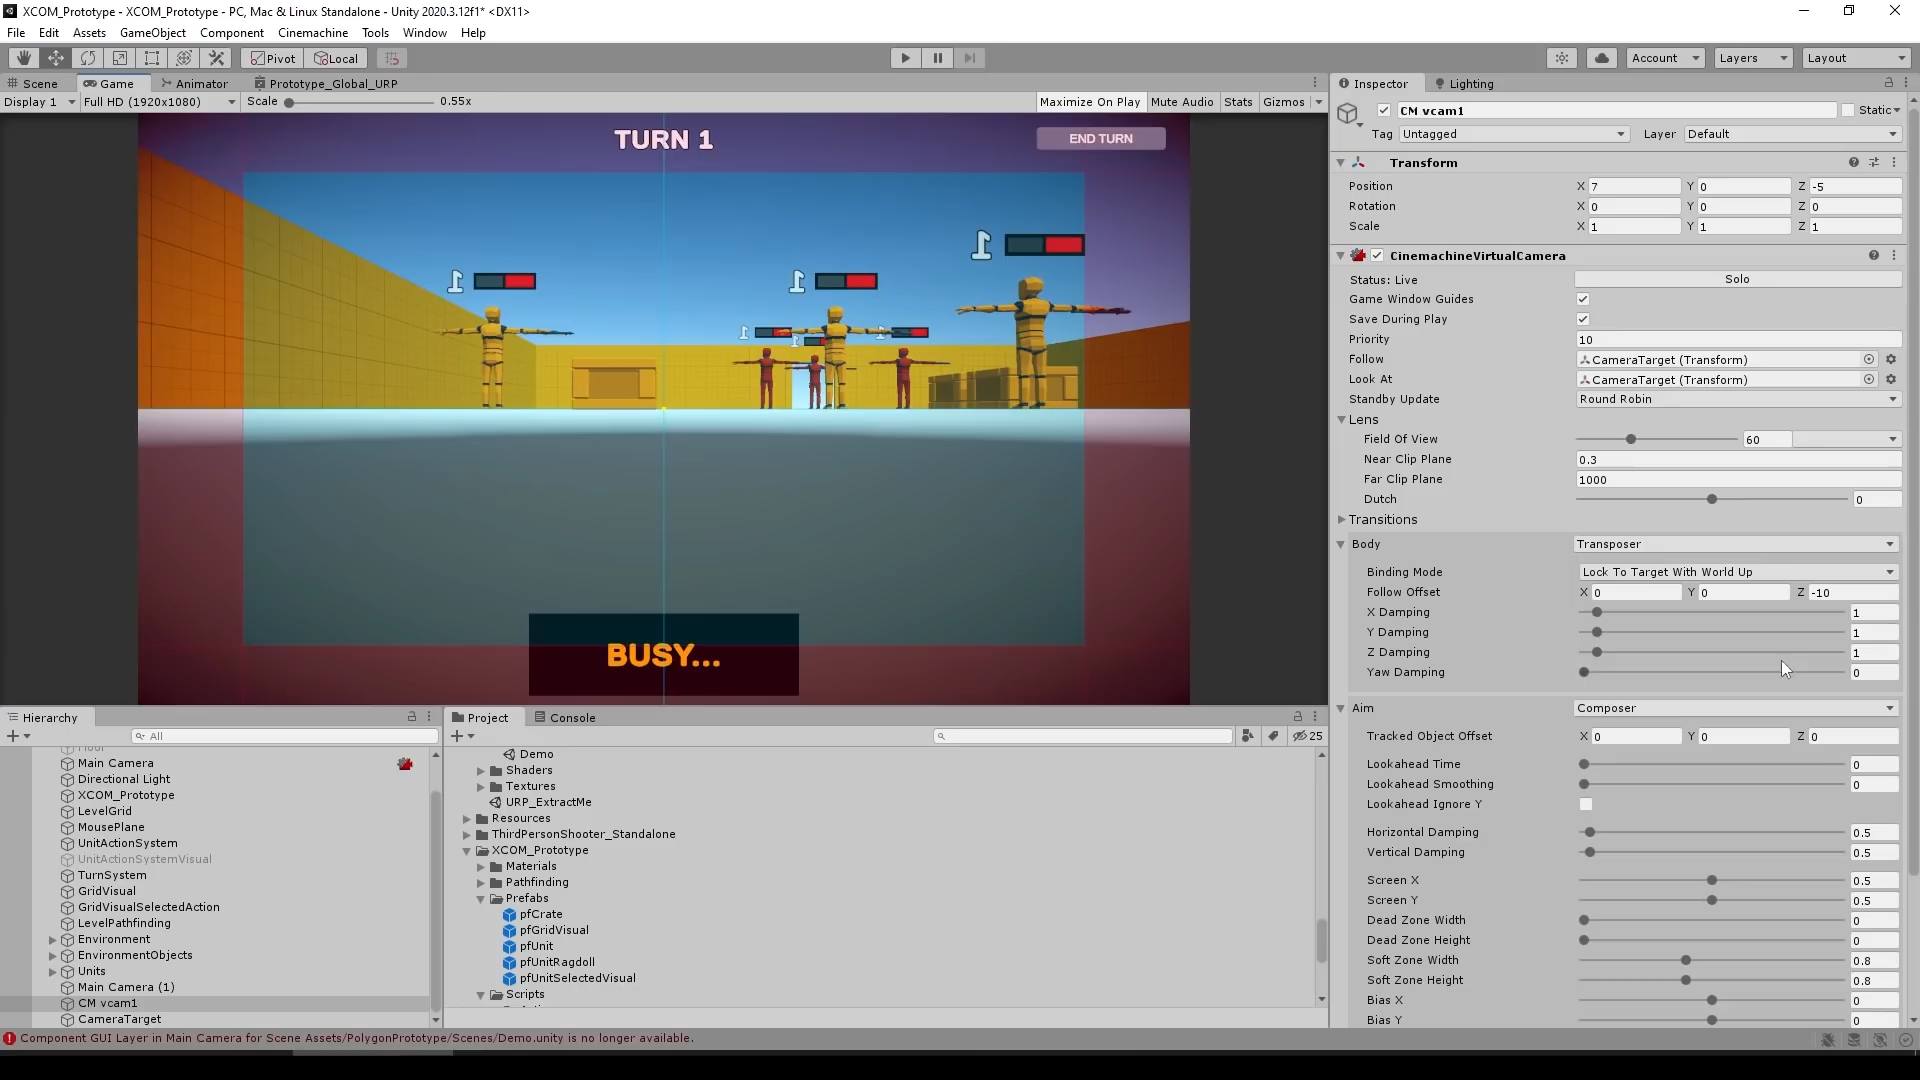 XCOM_Prototype - XCOM_Prototype - PC, Mac & Linux Standalone - Unity 2020.3.12f1* <DX11>
File Edit Assets GameObject Component Cinemachine Tools Window Help
Pivot Local Account Layers Layout
Scene Game Animator Prototype_Global_URP
Display 1 Full HD (1920x1080) Scale 0.55x Maximize On Play Mute Audio Stats Gizmos
TURN 1
END TURN
1
1
1
1
1
1
BUSY...
Hierarchy
All
Main Camera
Directional Light
XCOM_Prototype
LevelGrid
MousePlane
UnitActionSystem
UnitActionSystemVisual
TurnSystem
GridVisual
GridVisualSelectedAction
LevelPathfinding
Environment
EnvironmentObjects
Units
Main Camera (1)
CM vcam1
CameraTarget
Project Console
25
Demo
Shaders
Textures
URP_ExtractMe
Resources
ThirdPersonShooter_Standalone
XCOM_Prototype
Materials
Pathfinding
Prefabs
pfCrate
pfGridVisual
pfUnit
pfUnitRagdoll
pfUnitSelectedVisual
Scripts
Inspector Lighting
CM vcam1 Static
Tag Untagged Layer Default
Transform
Position X 7 Y 0 Z -5
Rotation X 0 Y 0 Z 0
Scale X 1 Y 1 Z 1
CinemachineVirtualCamera
Status: Live Solo
Game Window Guides
Save During Play
Priority 10
Follow CameraTarget (Transform)
Look At CameraTarget (Transform)
Standby Update Round Robin
Lens
Field Of View 60
Near Clip Plane 0.3
Far Clip Plane 1000
Dutch 0
Transitions
Body Transposer
Binding Mode Lock To Target With World Up
Follow Offset X 0 Y 0 Z -10
X Damping 1
Y Damping 1
Z Damping 1
Yaw Damping 0
Aim Composer
Tracked Object Offset X 0 Y 0 Z 0
Lookahead Time 0
Lookahead Smoothing 0
Lookahead Ignore Y
Horizontal Damping 0.5
Vertical Damping 0.5
Screen X 0.5
Screen Y 0.5
Dead Zone Width 0
Dead Zone Height 0
Soft Zone Width 0.8
Soft Zone Height 0.8
Bias X 0
Bias Y 0
Component GUI Layer in Main Camera for Scene Assets/PolygonPrototype/Scenes/Demo.unity is no longer available.